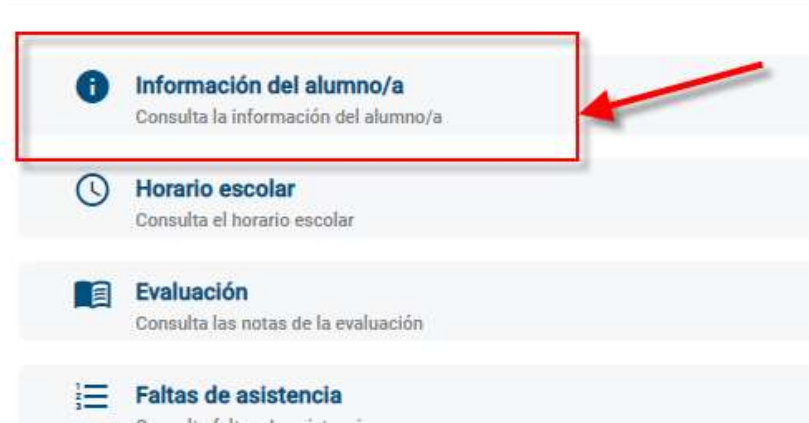 Información del alumno/a
Consulta la información del alumno/a
Horario escolar
Consulta el horario escolar
Evaluación
Consulta las notas de la evaluación
Faltas de asistencia